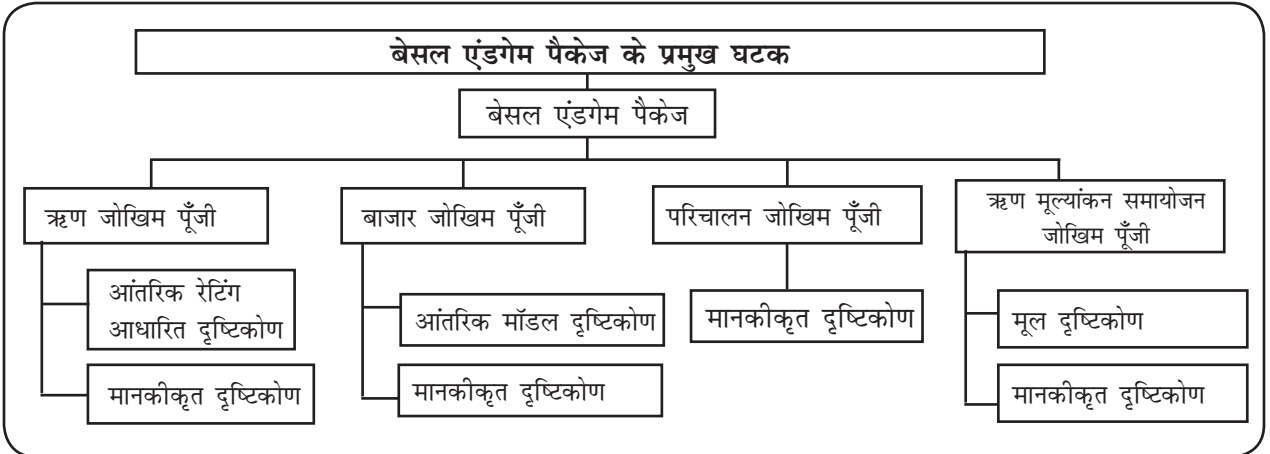 बेसल एंडगेम पैकेज के प्रमुख घटक
बेसल एंडगेम पैकेज
ऋण जोखिम पूँजी
आंतरिक रेटिंग
आधारित दृष्टिकोण
मानकीकृत दृष्टिकोण
बाजार जोखिम पूँजी
आंतरिक मॉडल दृष्टिकोण
मानकीकृत दृष्टिकोण
परिचालन जोखिम पूँजी
मानकीकृत दृष्टिकोण
ऋण मूल्यांकन समायोजन
जोखिम पूँजी
मूल दृष्टिकोण
मानकीकृत दृष्टिकोण